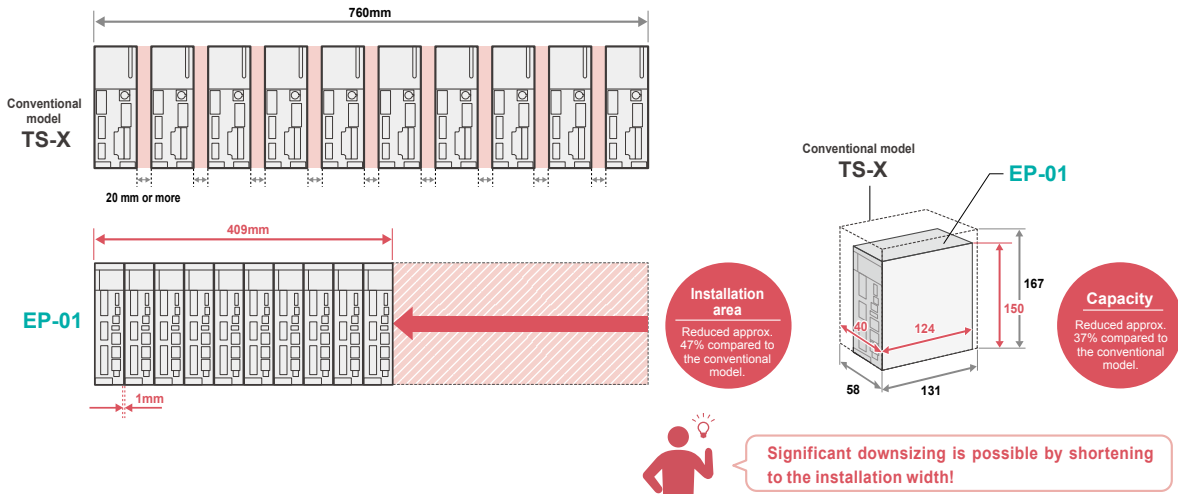 760mm
Conventional
model
TS-X
20 mm or more
409mm
EP-01
1mm
Installation
area
Reduced approx.
47% compared to
the conventional
model.
Conventional model
TS-X
EP-01
167
150
40
124
58
131
Capacity
Reduced approx.
37% compared to
the conventional
model.
Significant downsizing is possible by shortening
to the installation width!